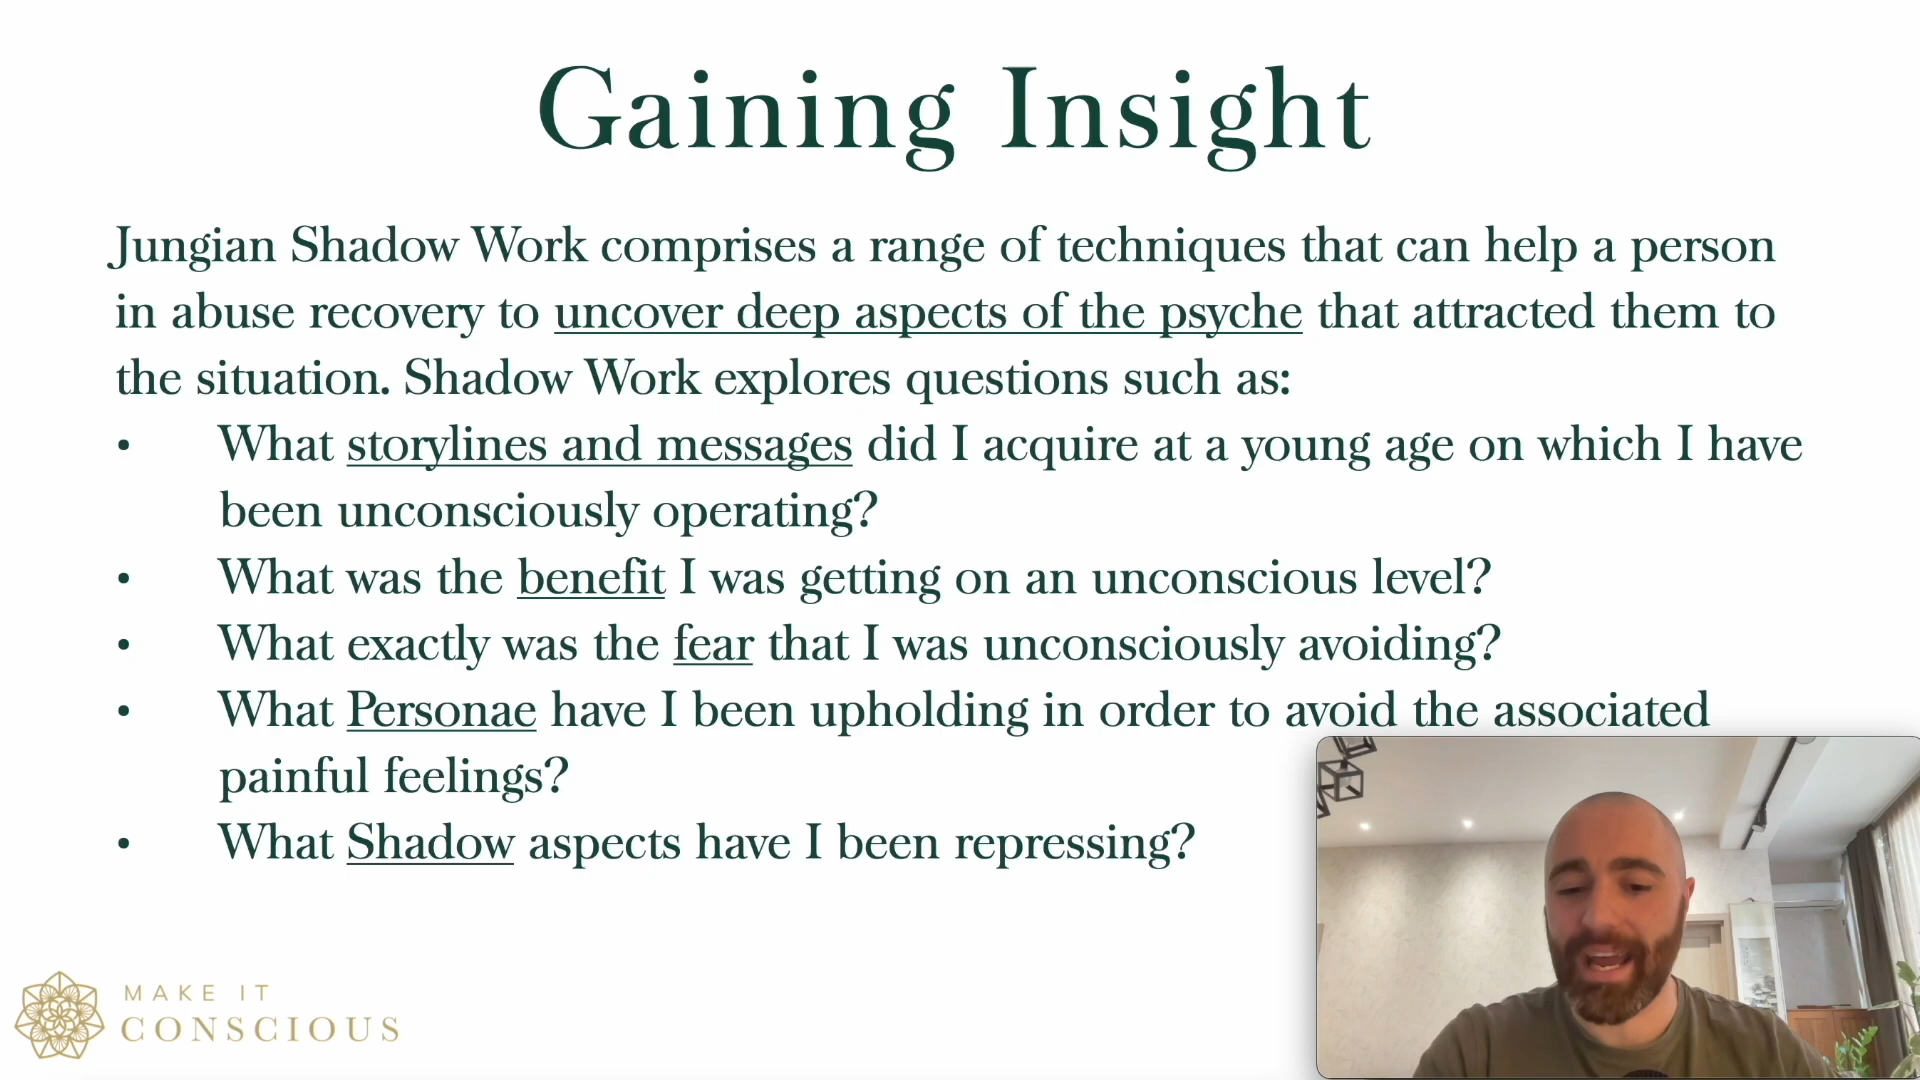 Gaining Insight
Jungian Shadow Work comprises a range of techniques that can help a person
in abuse recovery to uncover deep aspects of the psyche that attracted them to
the situation. Shadow Work explores questions such as:
• What storylines and messages did I acquire at a young age on which I have
been unconsciously operating?
• What was the benefit I was getting on an unconscious level?
• What exactly was the fear that I was unconsciously avoiding?
• What Personae have I been upholding in order to avoid the associated
painful feelings?
• What Shadow aspects have I been repressing?
MAKE IT
CONSCIOUS